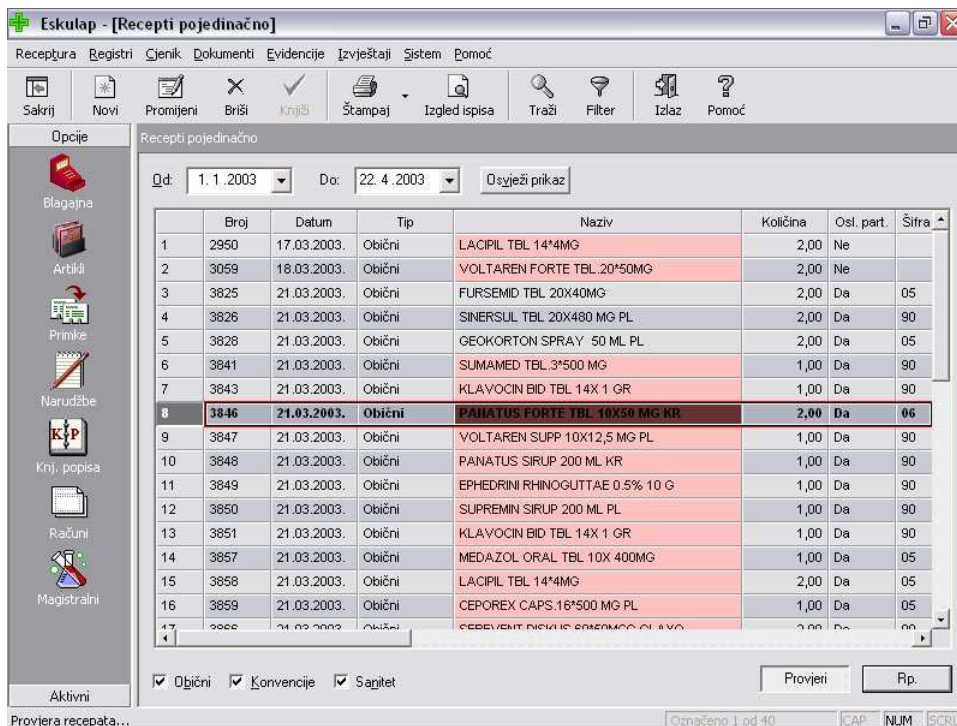 Eskulap - [Recepti pojedinačno]
Receptura Registri Cjenik Dokumenti Evidencije Izvještaji Sistem Pomoć
Sakrij Novi Promijeni Briši Knjiži Štampaj Izgled ispisa Traži Filter Izlaz Pomoć
Opcije
Blagajna
Artikli
Primke
Narudžbe
K P
Knj. popisa
Računi
Magistralni
Aktivni
Recepti pojedinačno
Od: 1. 1 .2003 Do: 22. 4 .2003 Osvježi prikaz
Broj Datum Tip Naziv Količina Osl. part. Šifra
1 2950 17.03.2003. Obični LACIPIL TBL 14*4MG 2,00 Ne
2 3059 18.03.2003. Obični VOLTAREN FORTE TBL.20*50MG 2,00 Ne
3 3825 21.03.2003. Obični FURSEMID TBL 20X40MG 2,00 Da 05
4 3826 21.03.2003. Obični SINERSUL TBL 20X480 MG PL 2,00 Da 90
5 3828 21.03.2003. Obični GEOKORTON SPRAY 50 ML PL 2,00 Da 05
6 3841 21.03.2003. Obični SUMAMED TBL.3*500 MG 1,00 Da 90
7 3843 21.03.2003. Obični KLAVOCIN BID TBL 14X 1 GR 1,00 Da 90
8 3846 21.03.2003. Obični PANATUS FORTE TBL 10X50 MG KR 2,00 Da 06
9 3847 21.03.2003. Obični VOLTAREN SUPP 10X12,5 MG PL 1,00 Da 90
10 3848 21.03.2003. Obični PANATUS SIRUP 200 ML KR 1,00 Da 90
11 3849 21.03.2003. Obični EPHEDRINI RHINOGUTTAE 0.5% 10 G 1,00 Da 90
12 3850 21.03.2003. Obični SUPREMIN SIRUP 200 ML PL 1,00 Da 90
13 3851 21.03.2003. Obični KLAVOCIN BID TBL 14X 1 GR 1,00 Da 90
14 3857 21.03.2003. Obični MEDAZOL ORAL TBL 10X 400MG 1,00 Da 05
15 3858 21.03.2003. Obični LACIPIL TBL 14*4MG 2,00 Da 05
16 3859 21.03.2003. Obični CEPOREX CAPS.16*500 MG PL 1,00 Da 05
17 21.03.2003. Obični
Obični Konvencije Sanitet Provjeri Rp.
Provjera recepata... Označeno 1 od 40 CAP NUM SCRL